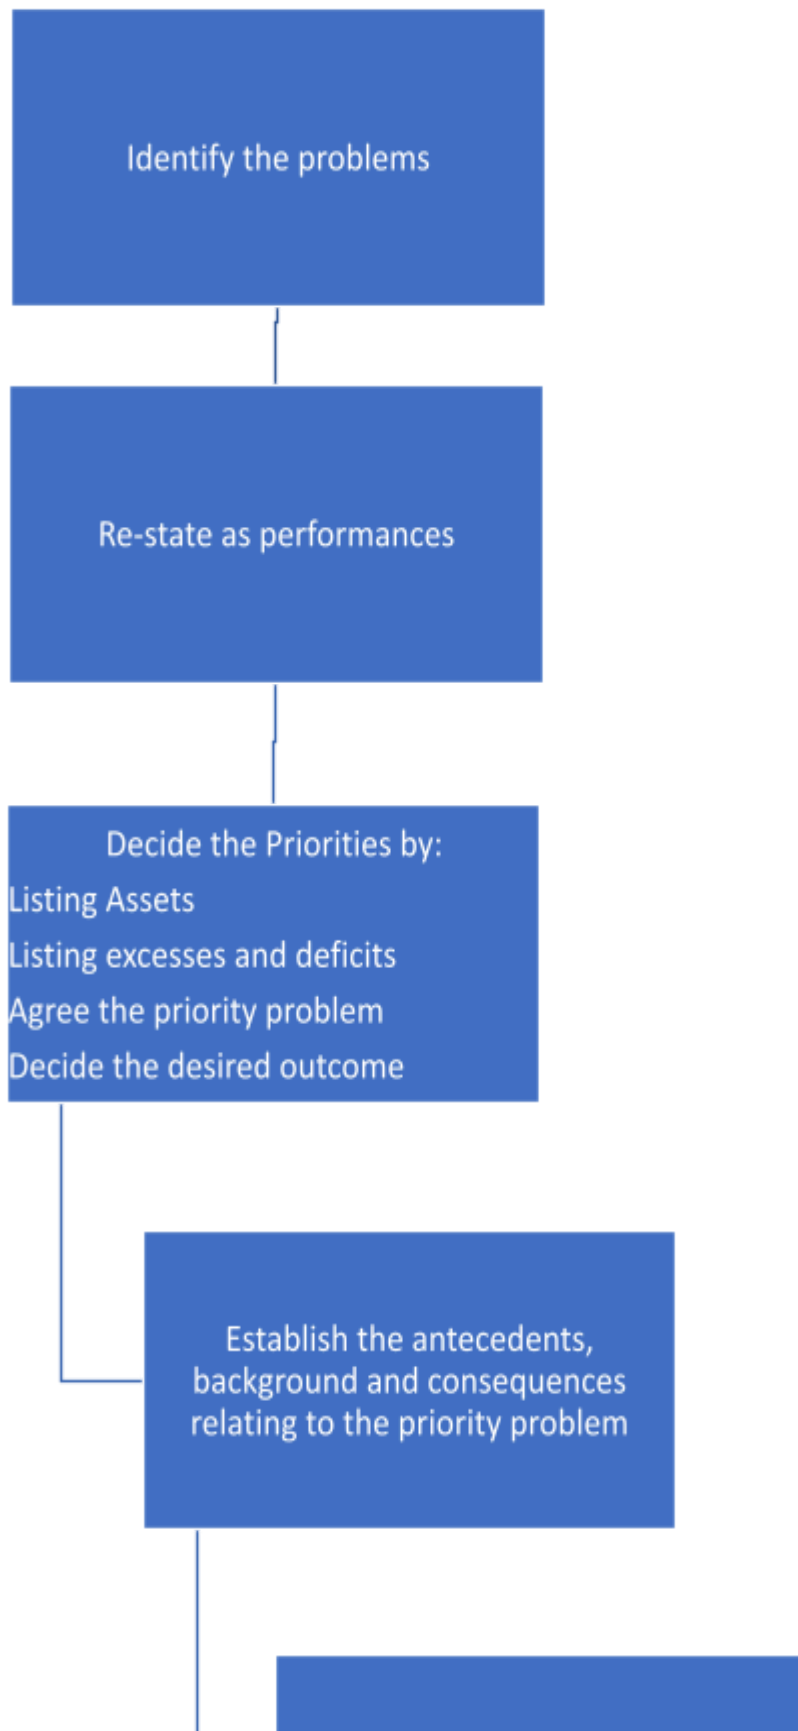 Identify the problems
Re-state as performances
Decide the Priorities by:
Listing Assets
Listing excesses and deficits
Agree the priority problem
Decide the desired outcome
Establish the antecedents,
background and consequences
relating to the priority problem